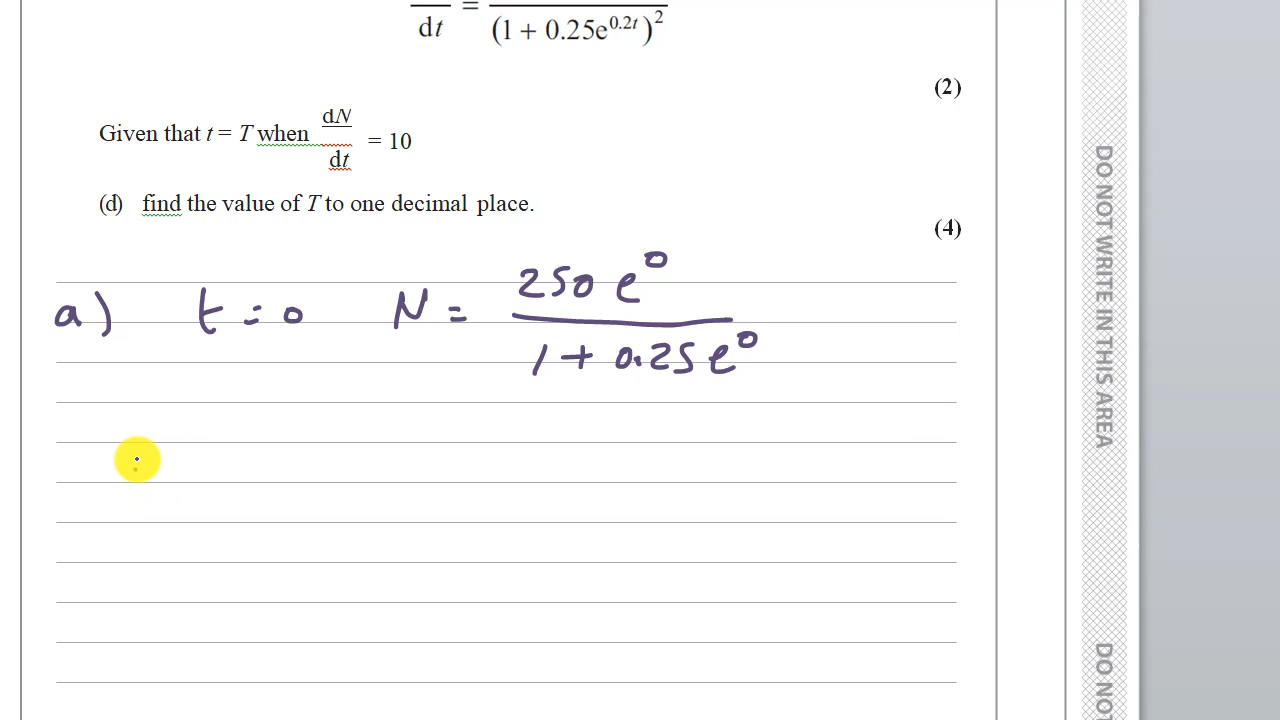 dt = (1 + 0.25e^0.2t)^2
(2)
Given that t = T when dN/dt = 10
(d) find the value of T to one decimal place.
(4)
a) t = 0 N = 250 e^0 / 1 + 0.25 e^0
DO NOT WRITE IN THIS AREA
DO NOT